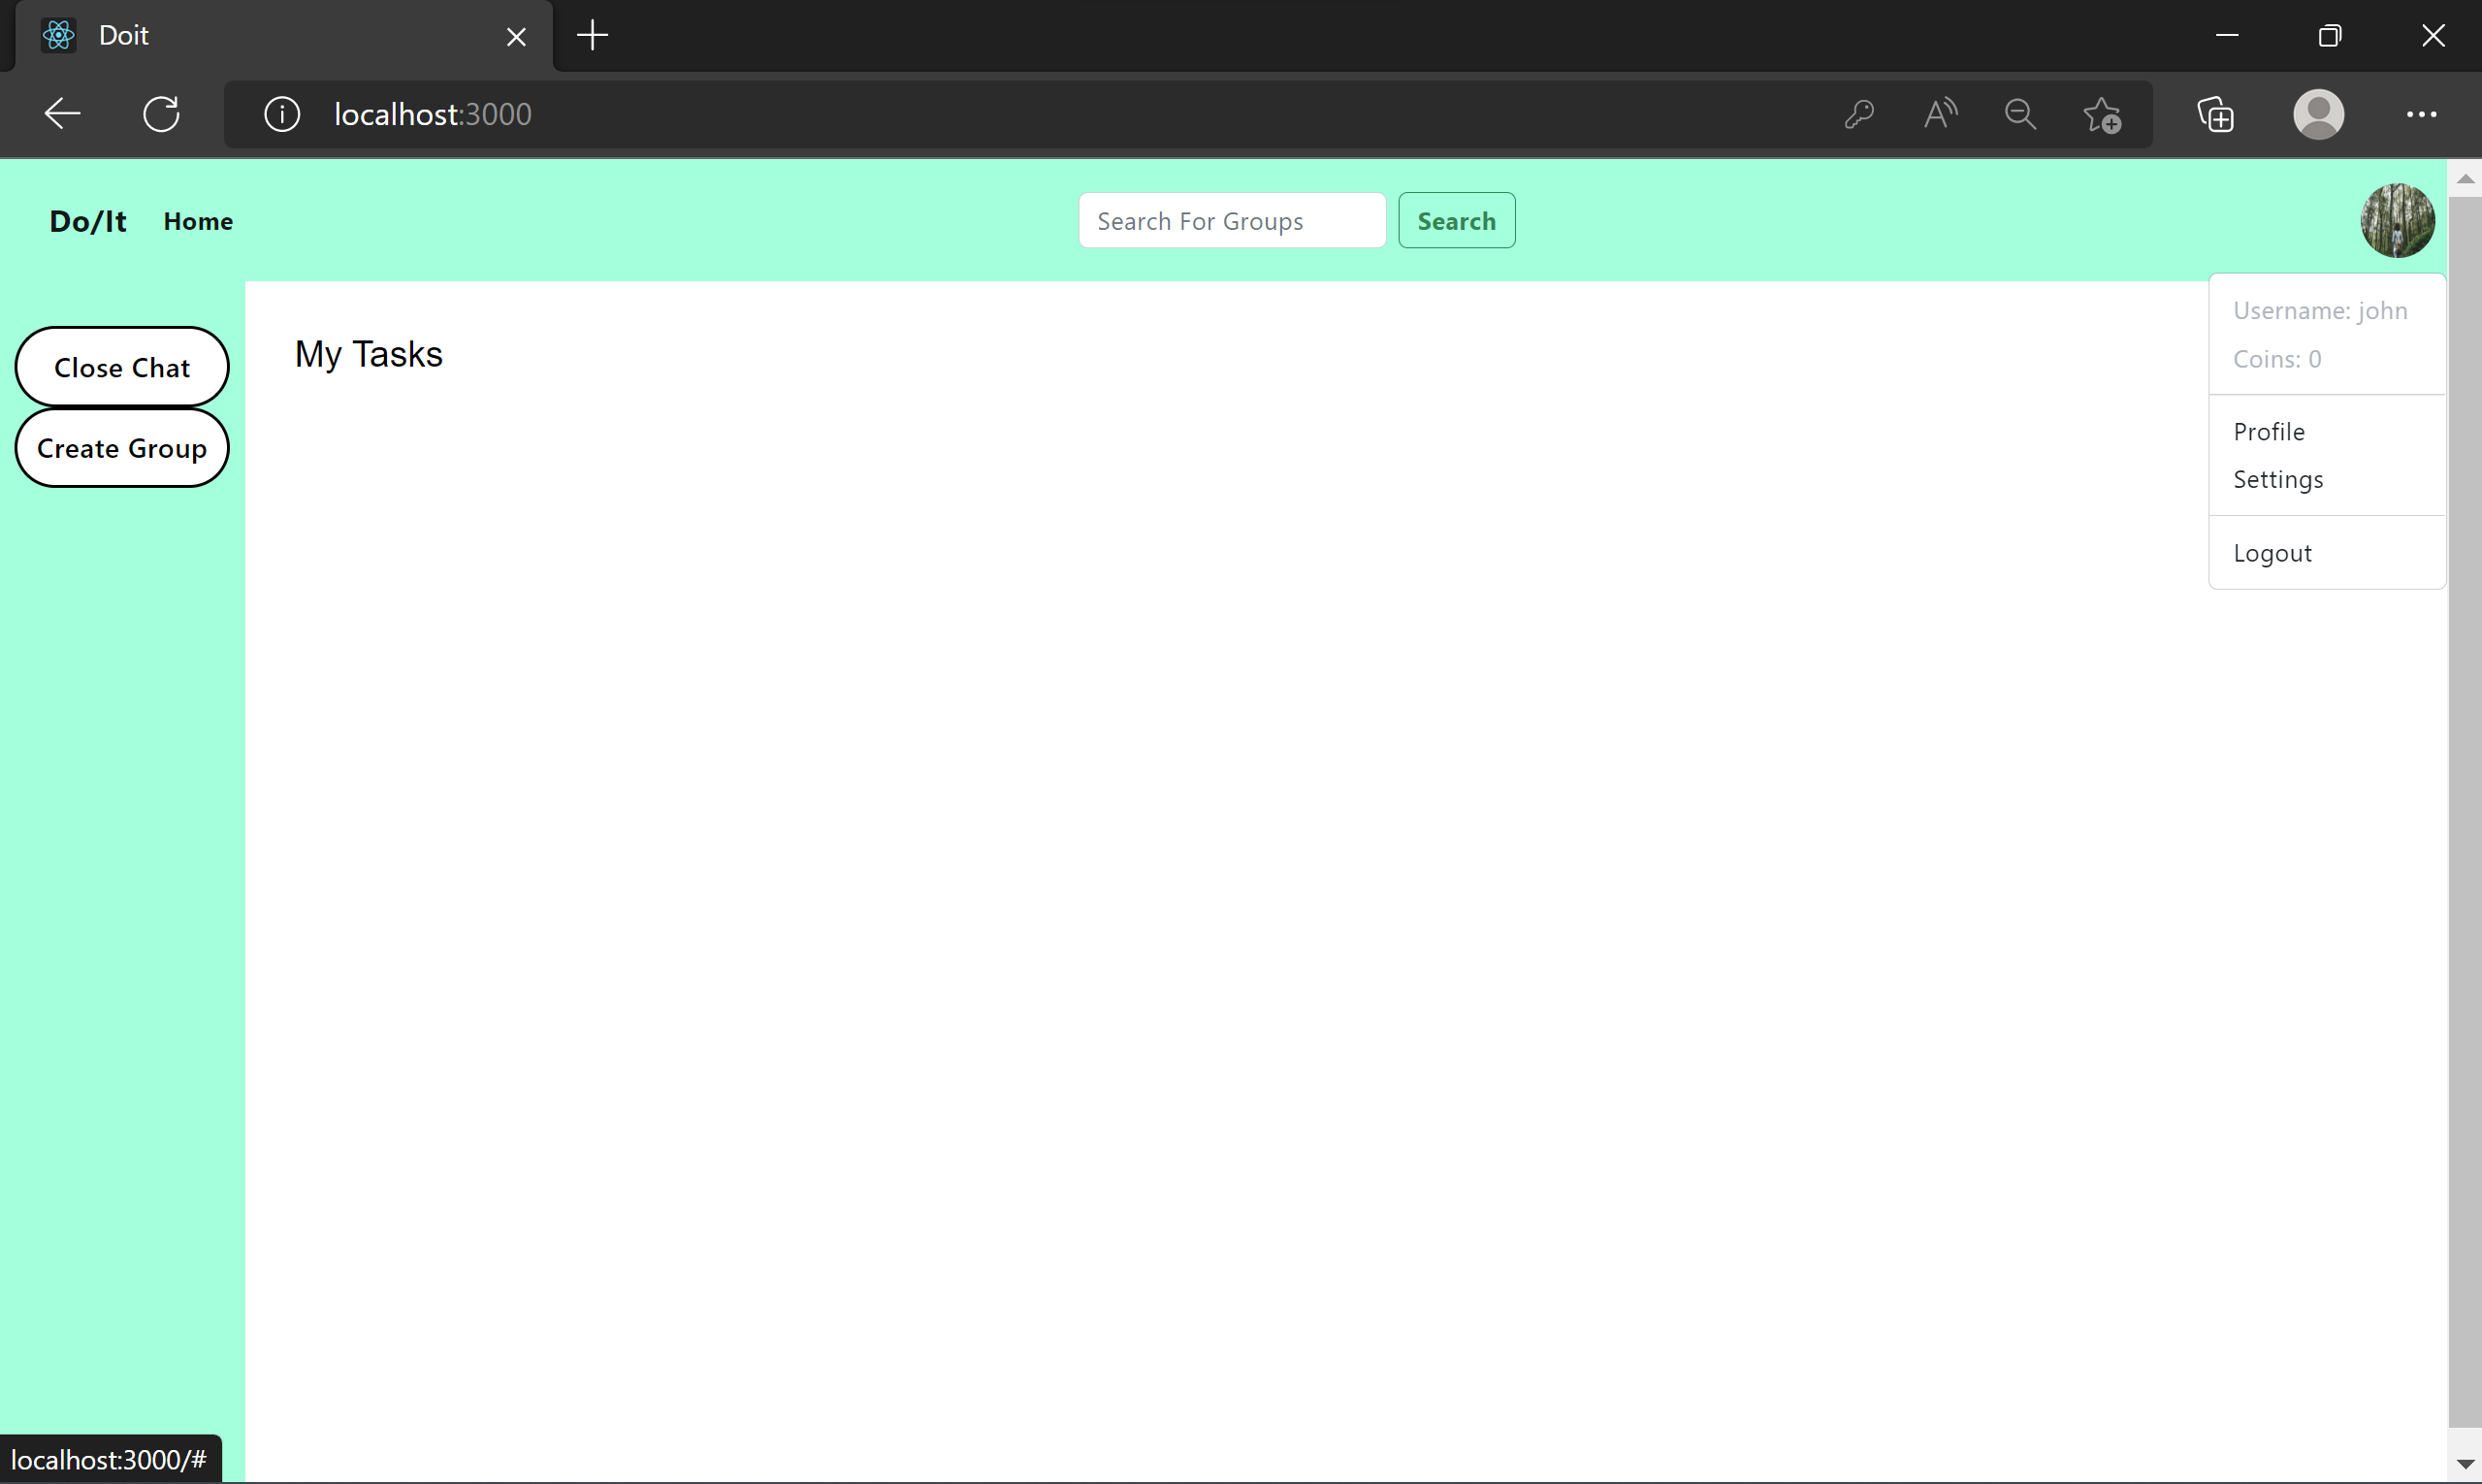 Doit
localhost:3000
Do/It
Home
Search For Groups
Search
Username: john
Coins: 0
Profile
Settings
Logout
Close Chat
Create Group
My Tasks
localhost:3000/#